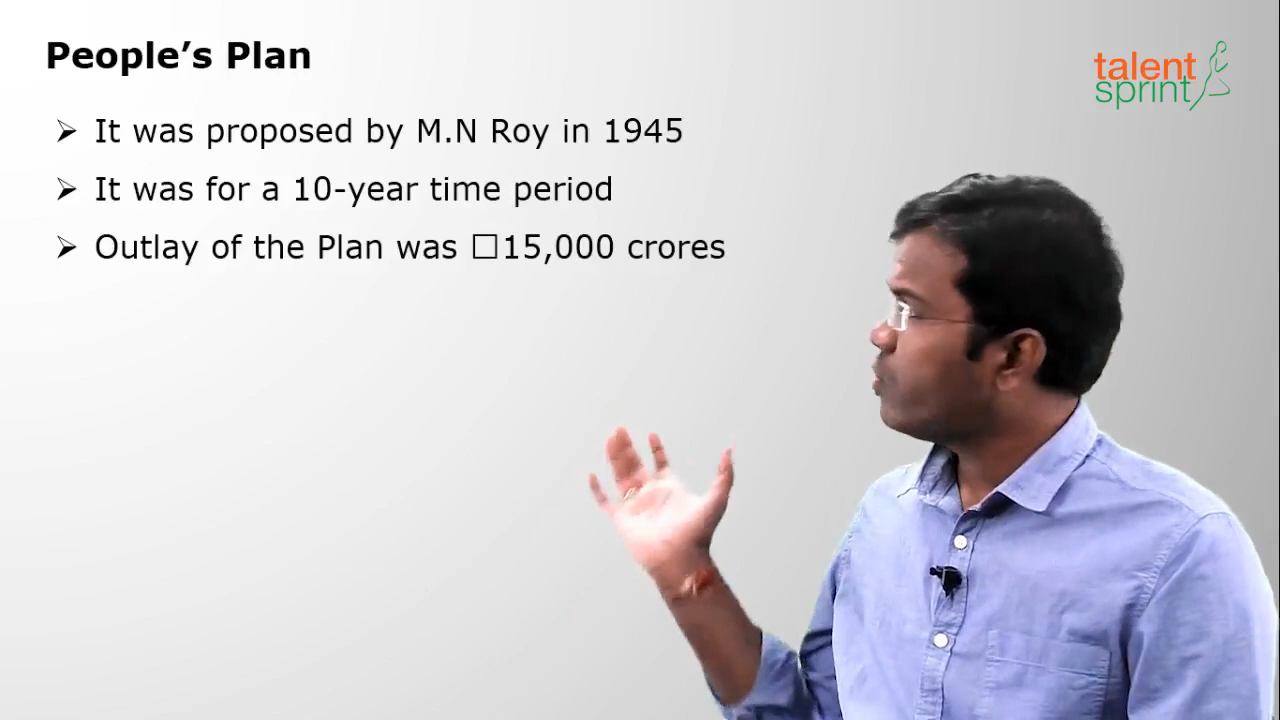 People’s Plan
talent
sprint
➢ It was proposed by M.N Roy in 1945
➢ It was for a 10-year time period
➢ Outlay of the Plan was □15,000 crores